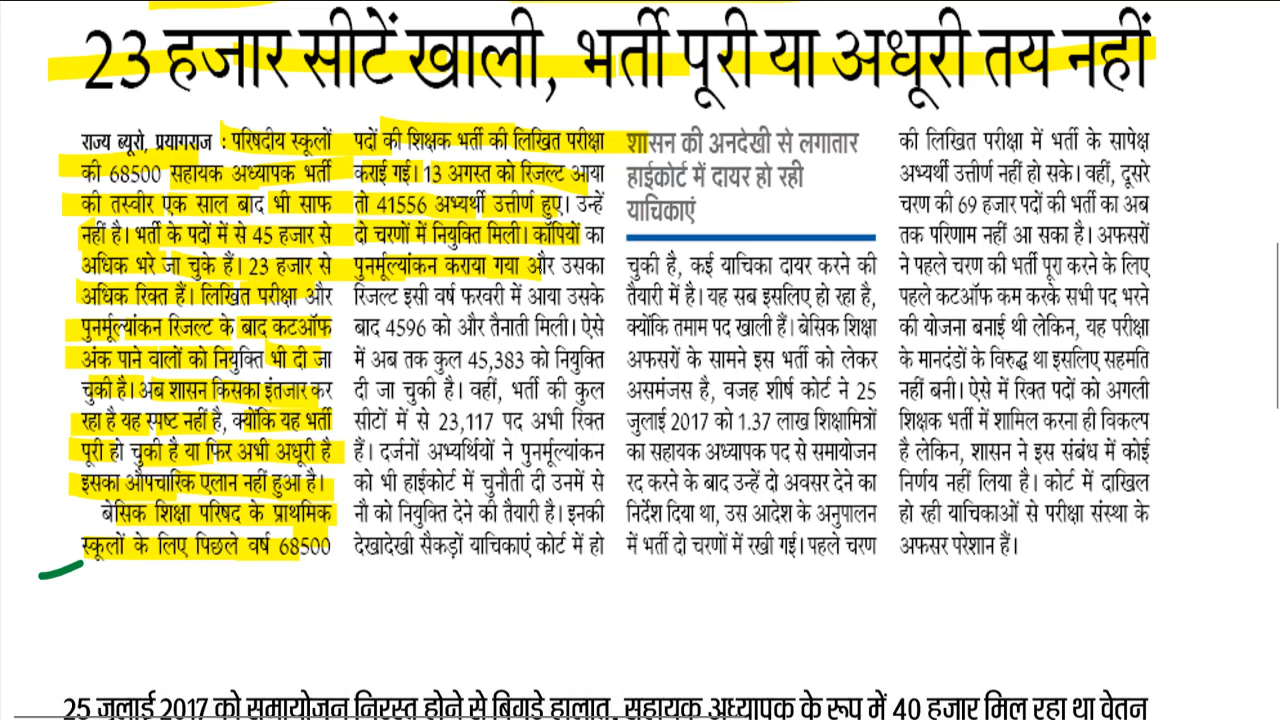 23 हजार सीटें खाली, भर्ती पूरी या अधूरी तय नहीं
राज्य ब्यूरो, प्रयागराज : परिषदीय स्कूलों
की 68500 सहायक अध्यापक भर्ती
की तस्वीर एक साल बाद भी साफ
नहीं है। भर्ती के पदों में से 45 हजार से
अधिक भरे जा चुके हैं। 23 हजार से
अधिक रिक्त हैं। लिखित परीक्षा और
पुनर्मूल्यांकन रिजल्ट के बाद कटऑफ
अंक पाने वालों को नियुक्ति भी दी जा
चुकी है। अब शासन किसका इंतजार कर
रहा है यह स्पष्ट नहीं है, क्योंकि यह भर्ती
पूरी हो चुकी है या फिर अभी अधूरी है
इसका औपचारिक एलान नहीं हुआ है।
बेसिक शिक्षा परिषद के प्राथमिक
स्कूलों के लिए पिछले वर्ष 68500
पदों की शिक्षक भर्ती की लिखित परीक्षा
कराई गई। 13 अगस्त को रिजल्ट आया
तो 41556 अभ्यर्थी उत्तीर्ण हुए। उन्हें
दो चरणों में नियुक्ति मिली। कॉपियों का
पुनर्मूल्यांकन कराया गया और उसका
रिजल्ट इसी वर्ष फरवरी में आया उसके
बाद 4596 को और तैनाती मिली। ऐसे
में अब तक कुल 45,383 को नियुक्ति
दी जा चुकी है। वहीं, भर्ती की कुल
सीटों में से 23,117 पद अभी रिक्त
हैं। दर्जनों अभ्यर्थियों ने पुनर्मूल्यांकन
को भी हाईकोर्ट में चुनौती दी उनमें से
नौ को नियुक्ति देने की तैयारी है। इनकी
देखादेखी सैकड़ों याचिकाएं कोर्ट में हो
शासन की अनदेखी से लगातार
हाईकोर्ट में दायर हो रही
याचिकाएं
चुकी है, कई याचिका दायर करने की
तैयारी में है। यह सब इसलिए हो रहा है,
क्योंकि तमाम पद खाली हैं। बेसिक शिक्षा
अफसरों के सामने इस भर्ती को लेकर
असमंजस है, वजह शीर्ष कोर्ट ने 25
जुलाई 2017 को 1.37 लाख शिक्षामित्रों
का सहायक अध्यापक पद से समायोजन
रद करने के बाद उन्हें दो अवसर देने का
निर्देश दिया था, उस आदेश के अनुपालन
में भर्ती दो चरणों में रखी गई। पहले चरण
की लिखित परीक्षा में भर्ती के सापेक्ष
अभ्यर्थी उत्तीर्ण नहीं हो सके। वहीं, दूसरे
चरण की 69 हजार पदों की भर्ती का अब
तक परिणाम नहीं आ सका है। अफसरों
ने पहले चरण की भर्ती पूरा करने के लिए
पहले कटऑफ कम करके सभी पद भरने
की योजना बनाई थी लेकिन, यह परीक्षा
के मानदंडों के विरुद्ध था इसलिए सहमति
नहीं बनी। ऐसे में रिक्त पदों को अगली
शिक्षक भर्ती में शामिल करना ही विकल्प
है लेकिन, शासन ने इस संबंध में कोई
निर्णय नहीं लिया है। कोर्ट में दाखिल
हो रही याचिकाओं से परीक्षा संस्था के
अफसर परेशान हैं।
25 जुलाई 2017 को समायोजन निरस्त होने से बिगड़े हालात, सहायक अध्यापक के रूप में 40 हजार मिल रहा था वेतन